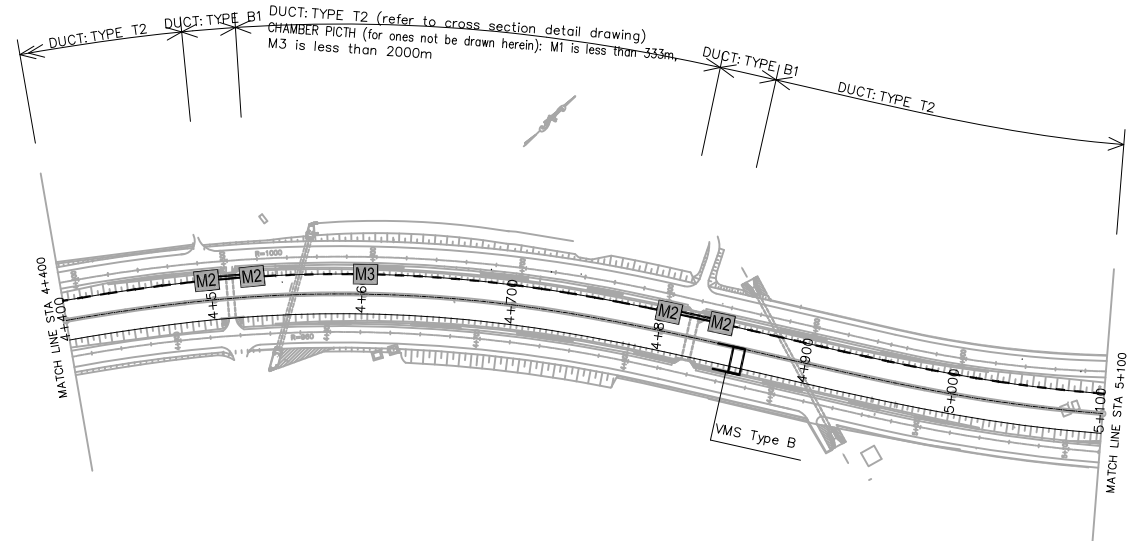 DUCT: TYPE T2
DUCT: TYPE B1
DUCT: TYPE T2 (refer to cross section detail drawing)
CHAMBER PICTH (for ones not be drawn herein): M1 is less than 333m,
M3 is less than 2000m
DUCT: TYPE B1
DUCT: TYPE T2
MATCH LINE STA 4+400
4+400
R=1000
M2
M2
M3
M2
M2
4+5
4+6
4+700
4+8
4+900
5+000
5+100
VMS Type B
MATCH LINE STA 5+100